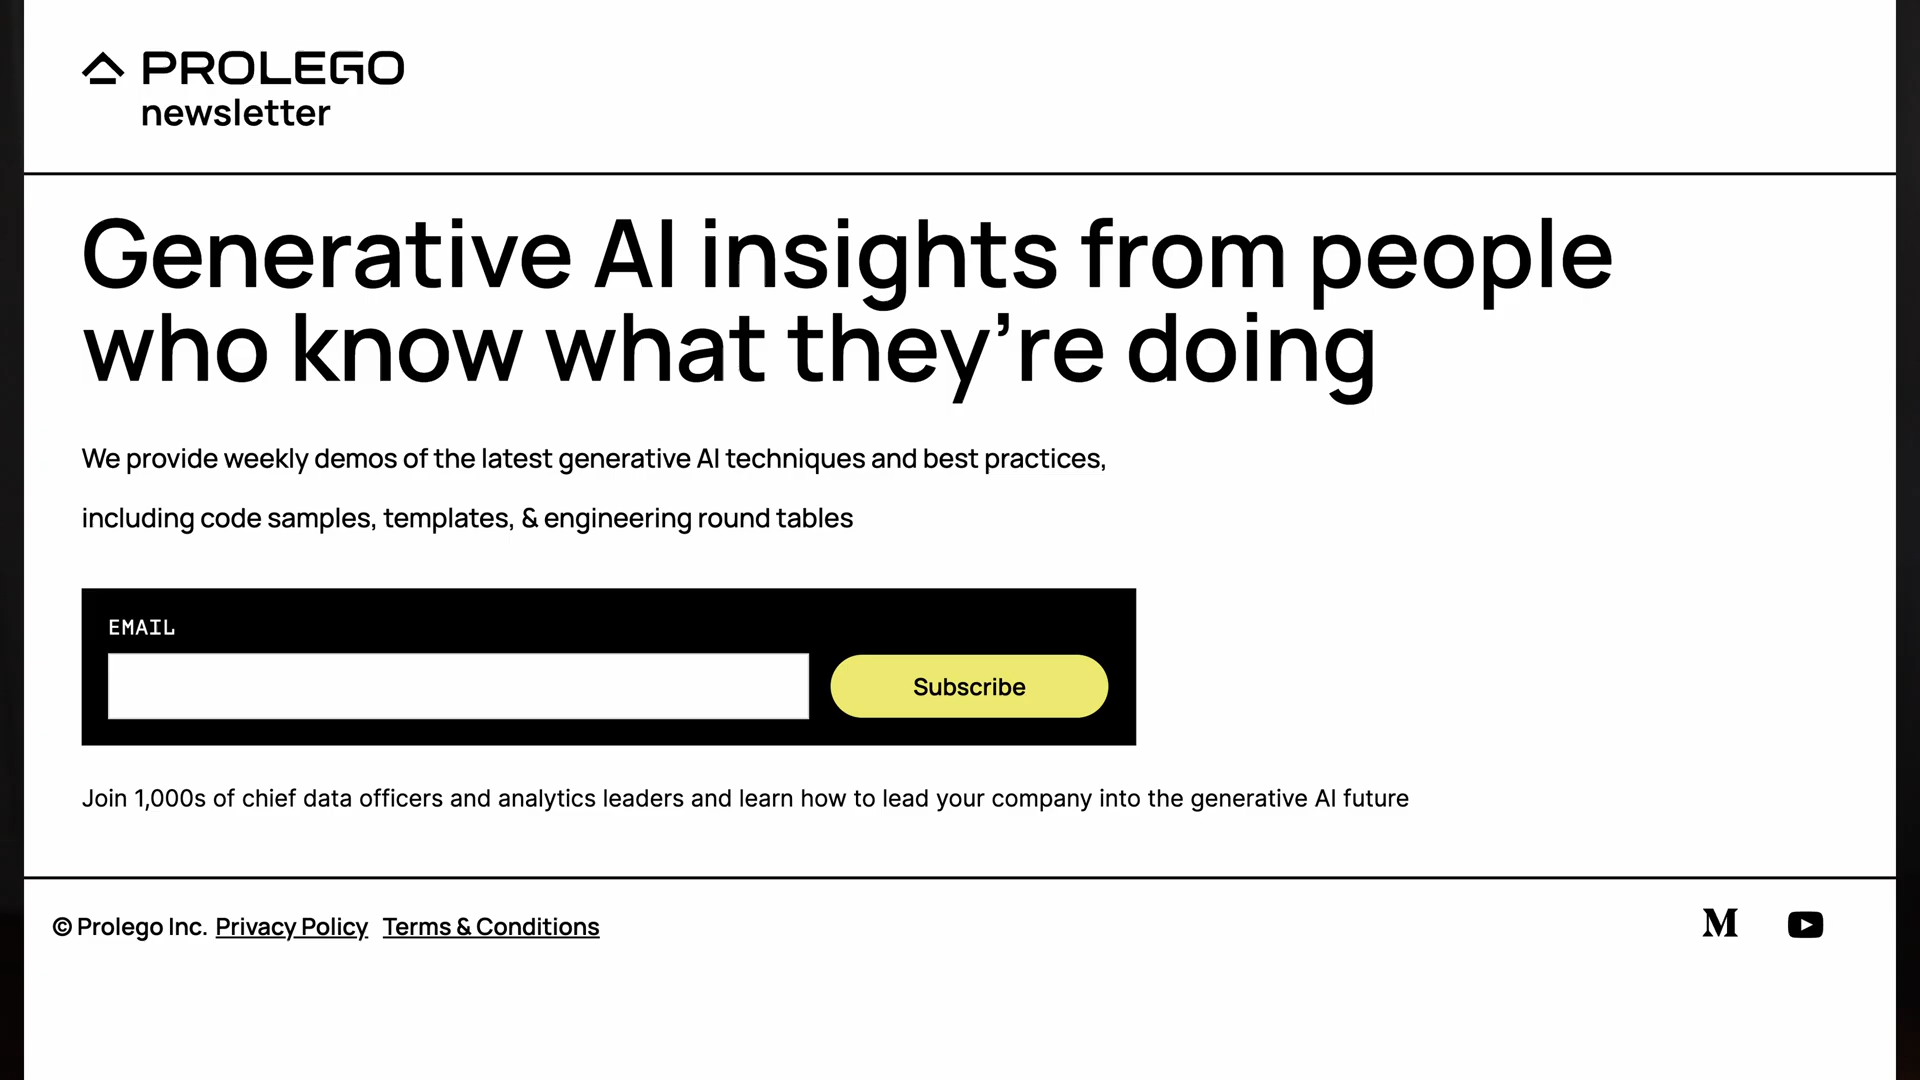 PROLEGO
newsletter
Generative AI insights from people
who know what they’re doing
We provide weekly demos of the latest generative AI techniques and best practices,
including code samples, templates, & engineering round tables
EMAIL
Subscribe
Join 1,000s of chief data officers and analytics leaders and learn how to lead your company into the generative AI future
© Prolego Inc. Privacy Policy Terms & Conditions
M